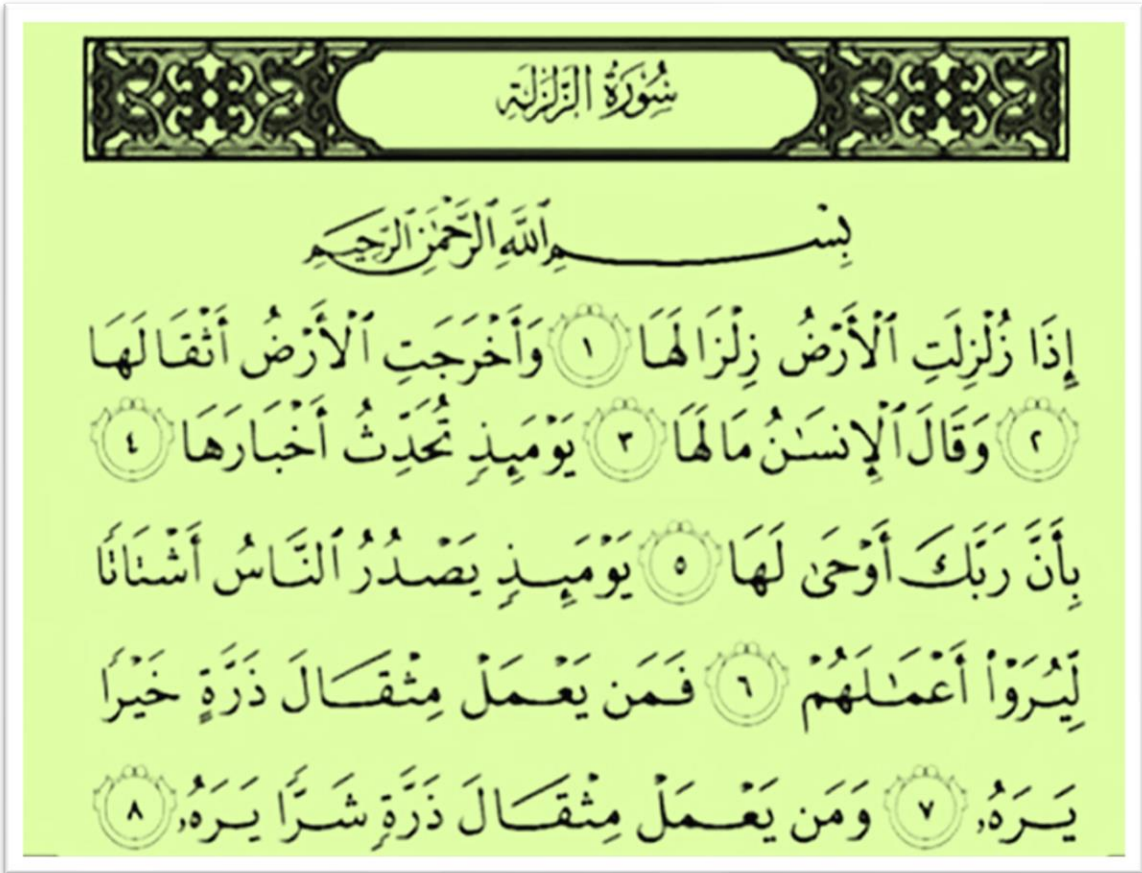 سُورَةُ الزَّلْزَلَةِ
بِسْمِ ٱللَّهِ ٱلرَّحْمَٰنِ ٱلرَّحِيمِ
إِذَا زُلْزِلَتِ ٱلْأَرْضُ زِلْزَالَهَا ١ وَأَخْرَجَتِ ٱلْأَرْضُ أَثْقَالَهَا
٢ وَقَالَ ٱلْإِنسَٰنُ مَا لَهَا ٣ يَوْمَئِذٍ تُحَدِّثُ أَخْبَارَهَا ٤
بِأَنَّ رَبَّكَ أَوْحَىٰ لَهَا ٥ يَوْمَئِذٍ يَصْدُرُ ٱلنَّاسُ أَشْتَاتًا
لِّيُرَوْا۟ أَعْمَٰلَهُمْ ٦ فَمَن يَعْمَلْ مِثْقَالَ ذَرَّةٍ خَيْرًا
يَرَهُۥ ٧ وَمَن يَعْمَلْ مِثْقَالَ ذَرَّةٍ شَرًّا يَرَهُۥ ٨